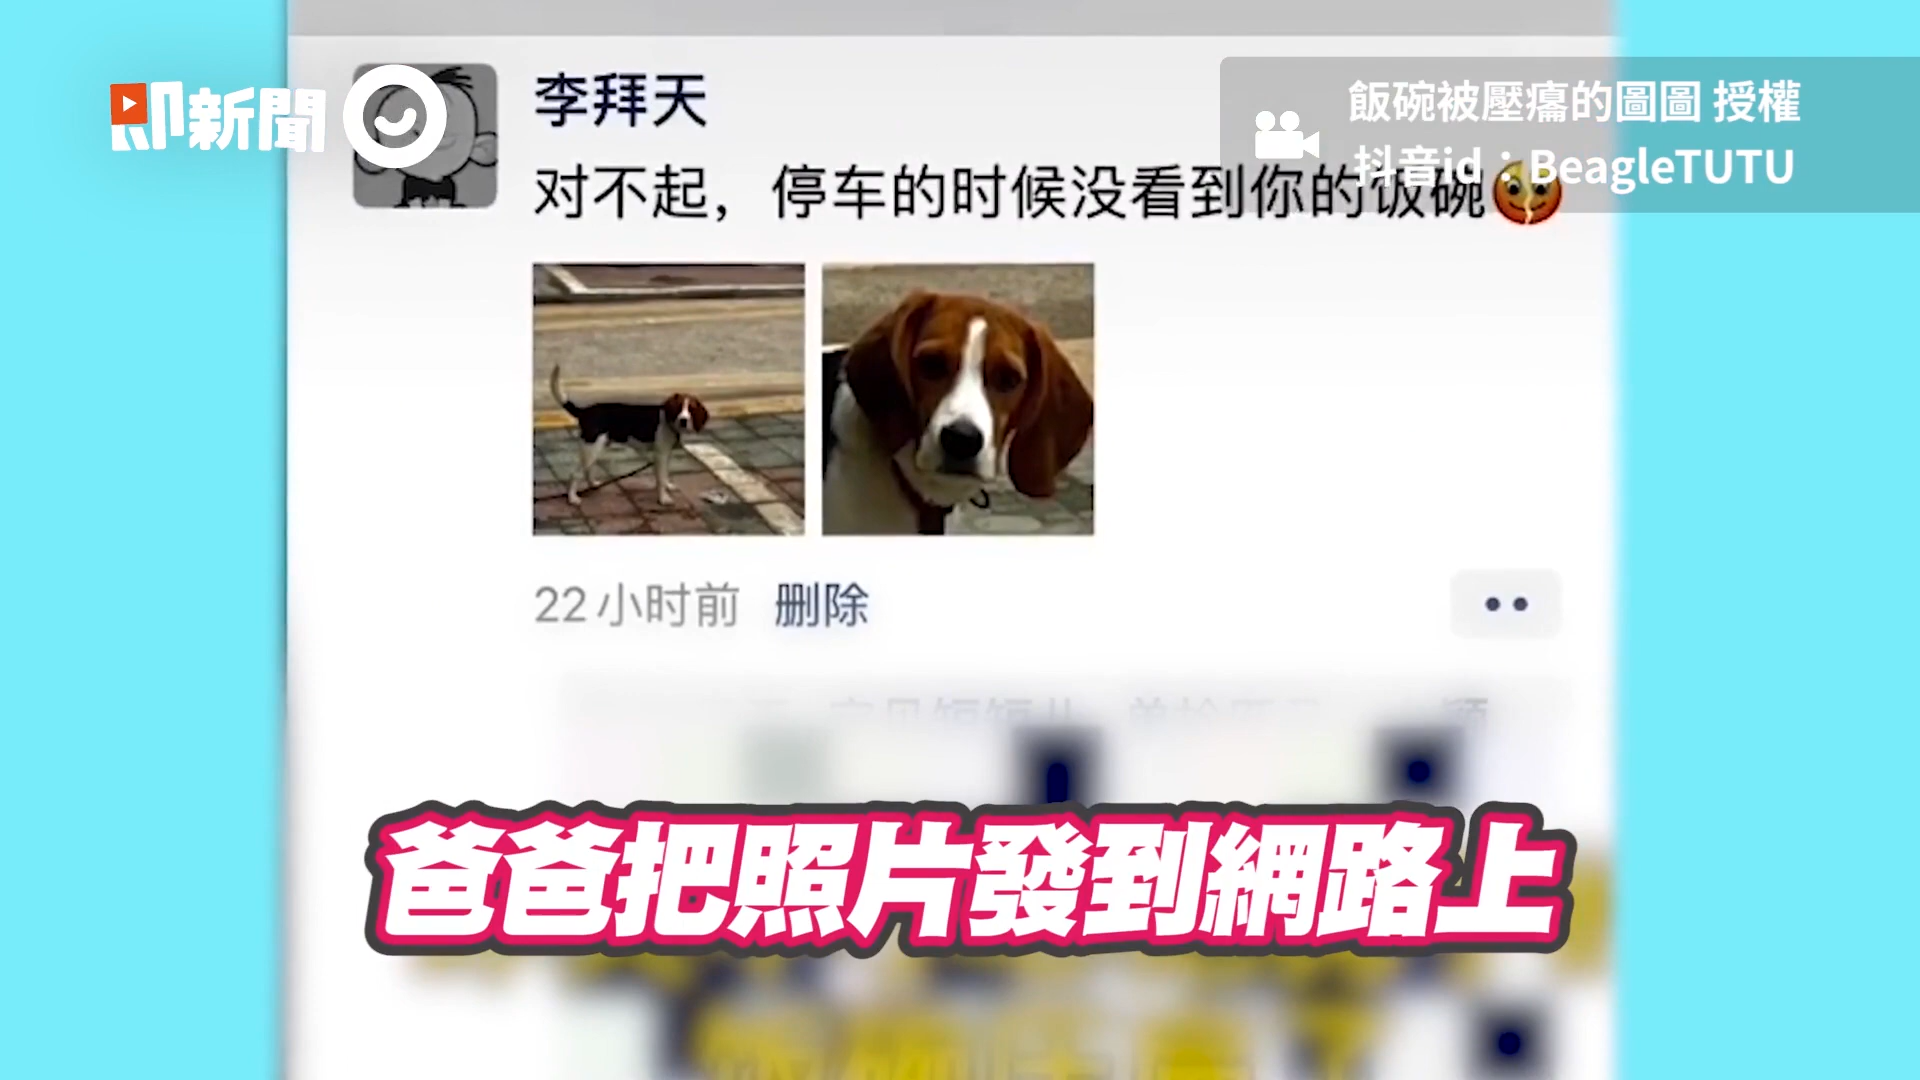 即新聞
飯碗被壓癟的圖圖 授權
抖音id：BeagleTUTU
李拜天
对不起，停车的时候没看到你的饭碗
22小时前 删除
爸爸把照片發到網路上